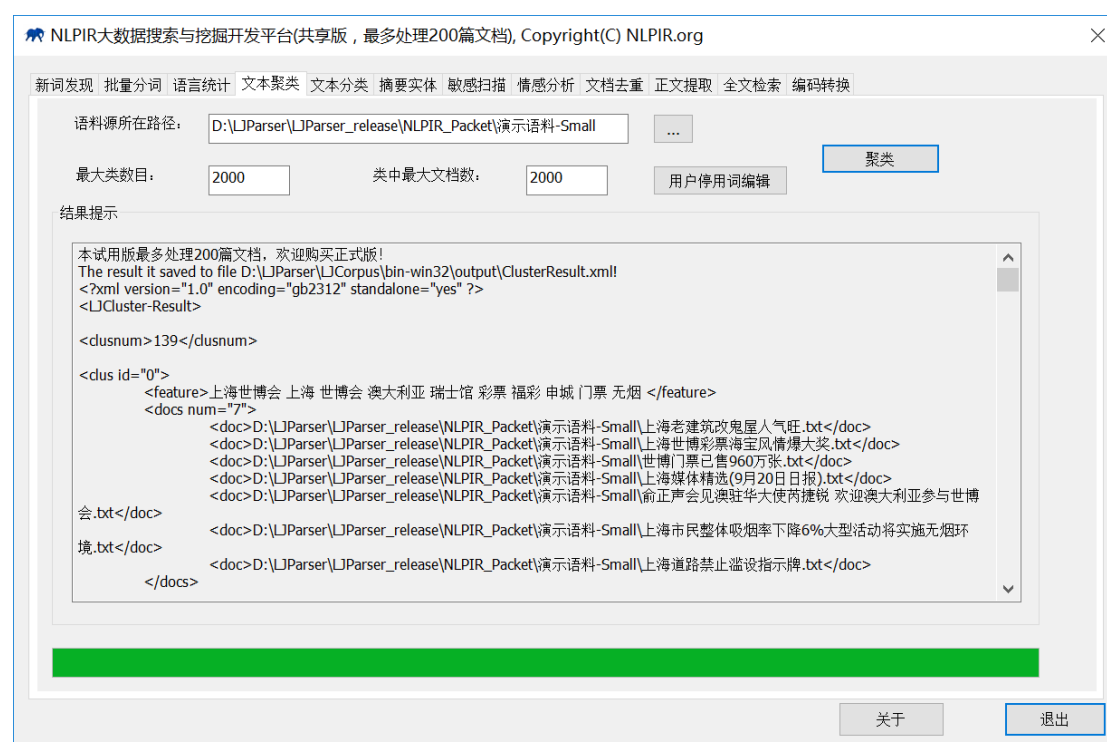 NLPIR大数据搜索与挖掘开发平台(共享版，最多处理200篇文档), Copyright(C) NLPIR.org
新词发现 批量分词 语言统计 文本聚类 文本分类 摘要实体 敏感扫描 情感分析 文档去重 正文提取 全文检索 编码转换
语料源所在路径： D:\LJParser\LJParser_release\NLPIR_Packet\演示语料-Small ...
聚类
最大类数目： 2000 类中最大文档数： 2000 用户停用词编辑
结果提示
本试用版最多处理200篇文档，欢迎购买正式版!
The result it saved to file D:\LJParser\LJCorpus\bin-win32\output\ClusterResult.xml!
<?xml version="1.0" encoding="gb2312" standalone="yes" ?>
<LJCluster-Result>
<clusnum>139</clusnum>
<clus id="0">
<feature>上海世博会 上海 世博会 澳大利亚 瑞士馆 彩票 福彩 申城 门票 无烟 </feature>
<docs num="7">
<doc>D:\LJParser\LJParser_release\NLPIR_Packet\演示语料-Small\上海老建筑改鬼屋人气旺.txt</doc>
<doc>D:\LJParser\LJParser_release\NLPIR_Packet\演示语料-Small\上海世博彩票海宝风情爆大奖.txt</doc>
<doc>D:\LJParser\LJParser_release\NLPIR_Packet\演示语料-Small\世博门票已售960万张.txt</doc>
<doc>D:\LJParser\LJParser_release\NLPIR_Packet\演示语料-Small\上海媒体精选(9月20日日报).txt</doc>
<doc>D:\LJParser\LJParser_release\NLPIR_Packet\演示语料-Small\俞正声会见澳驻华大使芮捷锐 欢迎澳大利亚参与世博
会.txt</doc>
<doc>D:\LJParser\LJParser_release\NLPIR_Packet\演示语料-Small\上海市民整体吸烟率下降6%大型活动将实施无烟环
境.txt</doc>
<doc>D:\LJParser\LJParser_release\NLPIR_Packet\演示语料-Small\上海道路禁止滥设指示牌.txt</doc>
</docs>
关于 退出